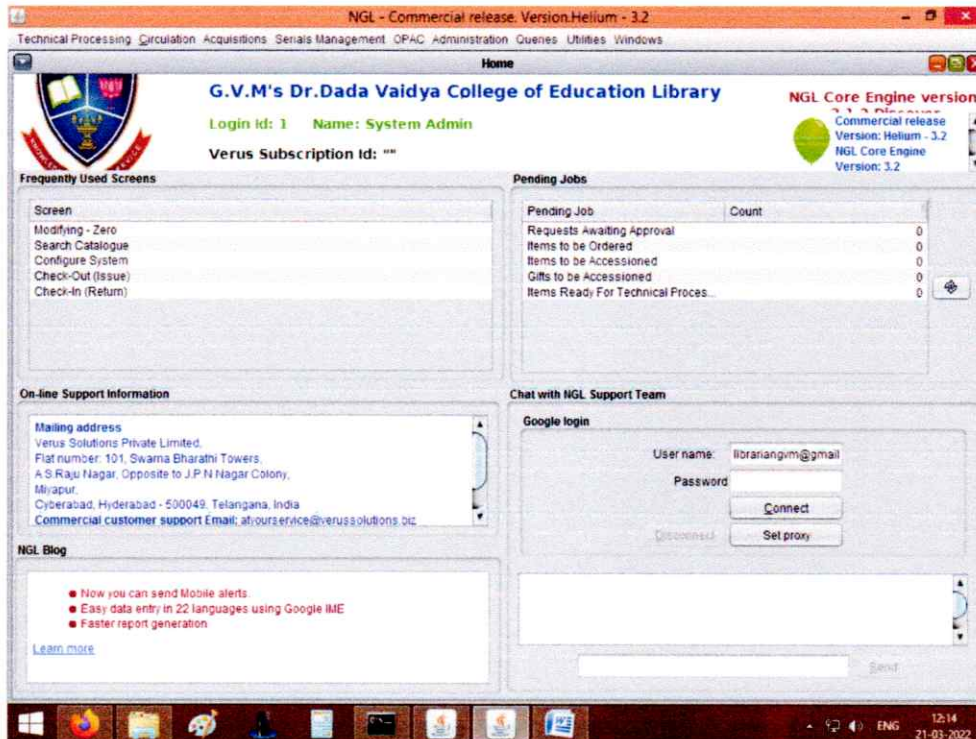 NGL - Commercial release. Version.Helium - 3.2
Technical Processing Circulation Acquisitions Serials Management OPAC Administration Queries Utilities Windows
Home
G.V.M's Dr.Dada Vaidya College of Education Library
NGL Core Engine version
Login Id: 1 Name: System Admin
Commercial release
Version: Helium - 3.2
NGL Core Engine
Version: 3.2
Verus Subscription Id: ""
Frequently Used Screens
Screen
Modifying - Zero
Search Catalogue
Configure System
Check-Out (Issue)
Check-In (Return)
Pending Jobs
Pending Job Count
Requests Awaiting Approval 0
Items to be Ordered 0
Items to be Accessioned 0
Gifts to be Accessioned 0
Items Ready For Technical Proces... 0
On-line Support Information
Mailing address
Verus Solutions Private Limited,
Flat number: 101, Swarna Bharathi Towers,
A.S.Raju Nagar, Opposite to J.P.N Nagar Colony,
Miyapur,
Cyberabad, Hyderabad - 500049. Telangana, India
Commercial customer support Email: atyourservice@verussolutions.biz
Chat with NGL Support Team
Google login
User name: librariangvm@gmail
Password
Connect
Disconnect Set proxy
Send
NGL Blog
Now you can send Mobile alerts.
Easy data entry in 22 languages using Google IME
Faster report generation
Learn more
ENG 12:14
21-03-2022